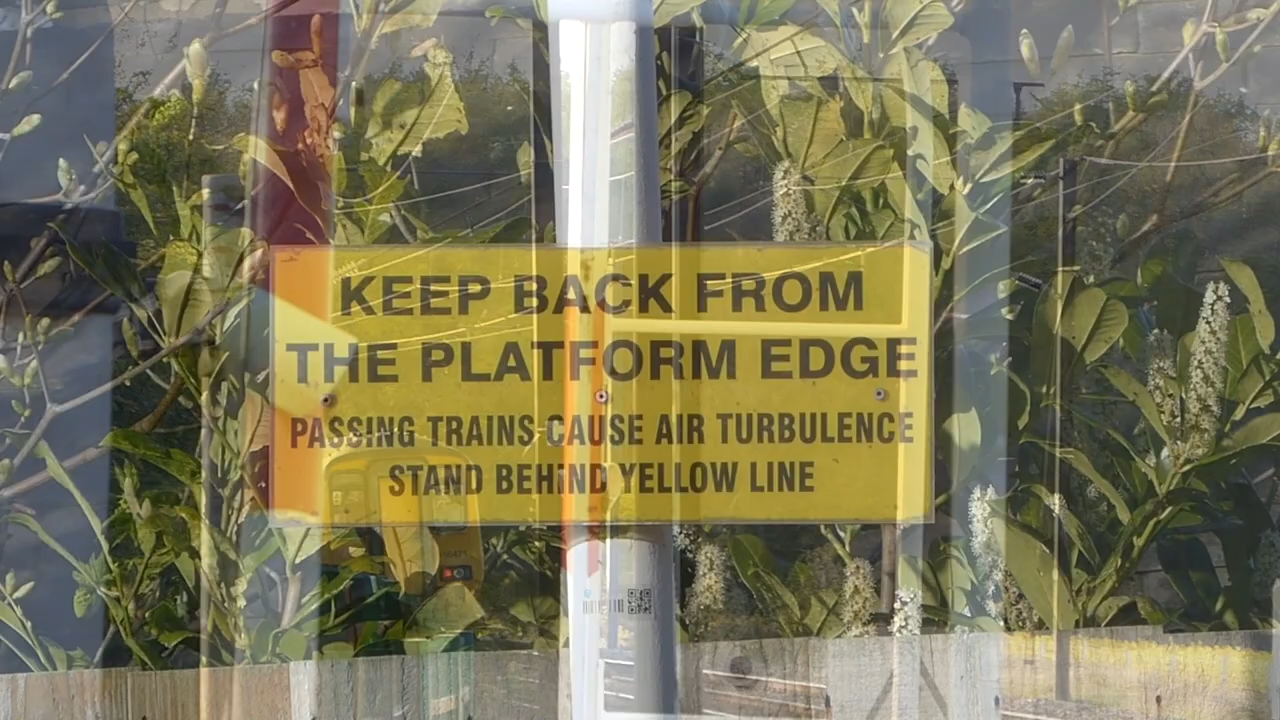 KEEP BACK FROM
THE PLATFORM EDGE
PASSING TRAINS CAUSE AIR TURBULENCE
STAND BEHIND YELLOW LINE